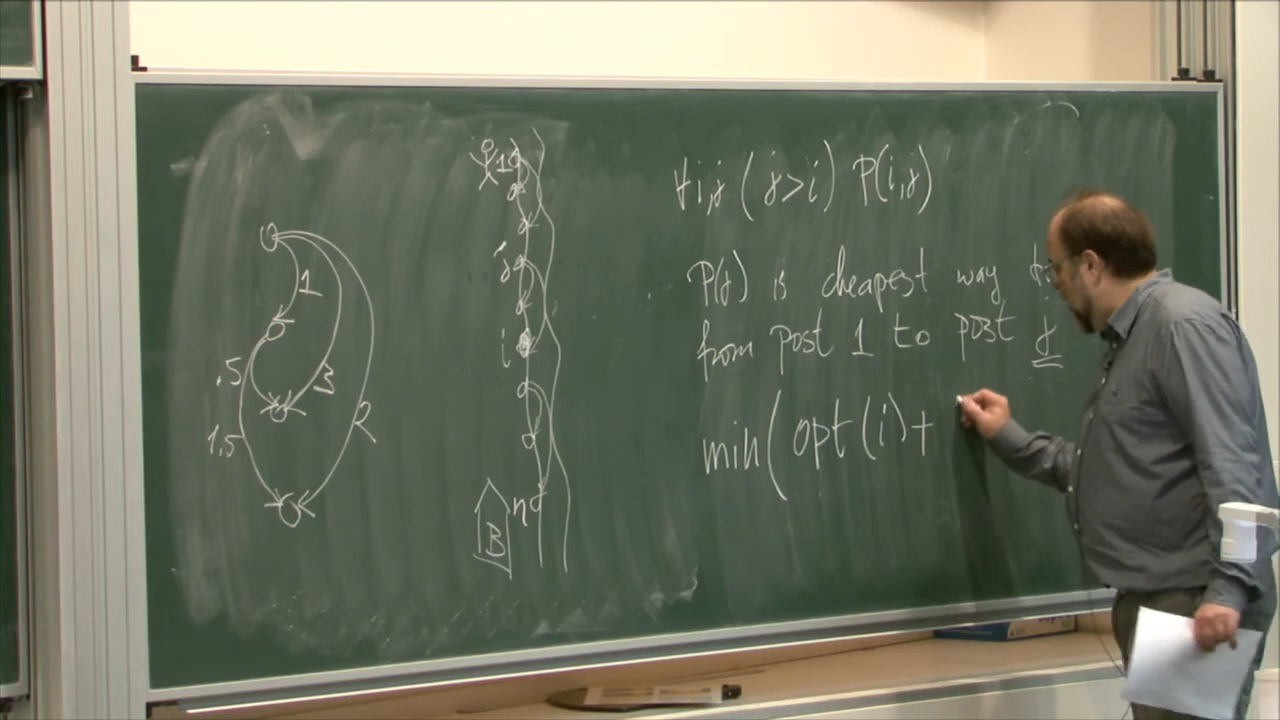 1
.5
3
1,5
2
1
j
i
n
B
∀i,j (j>i) P(i,j)
P(j) is cheapest way
from post 1 to post j
min(opt(i)+